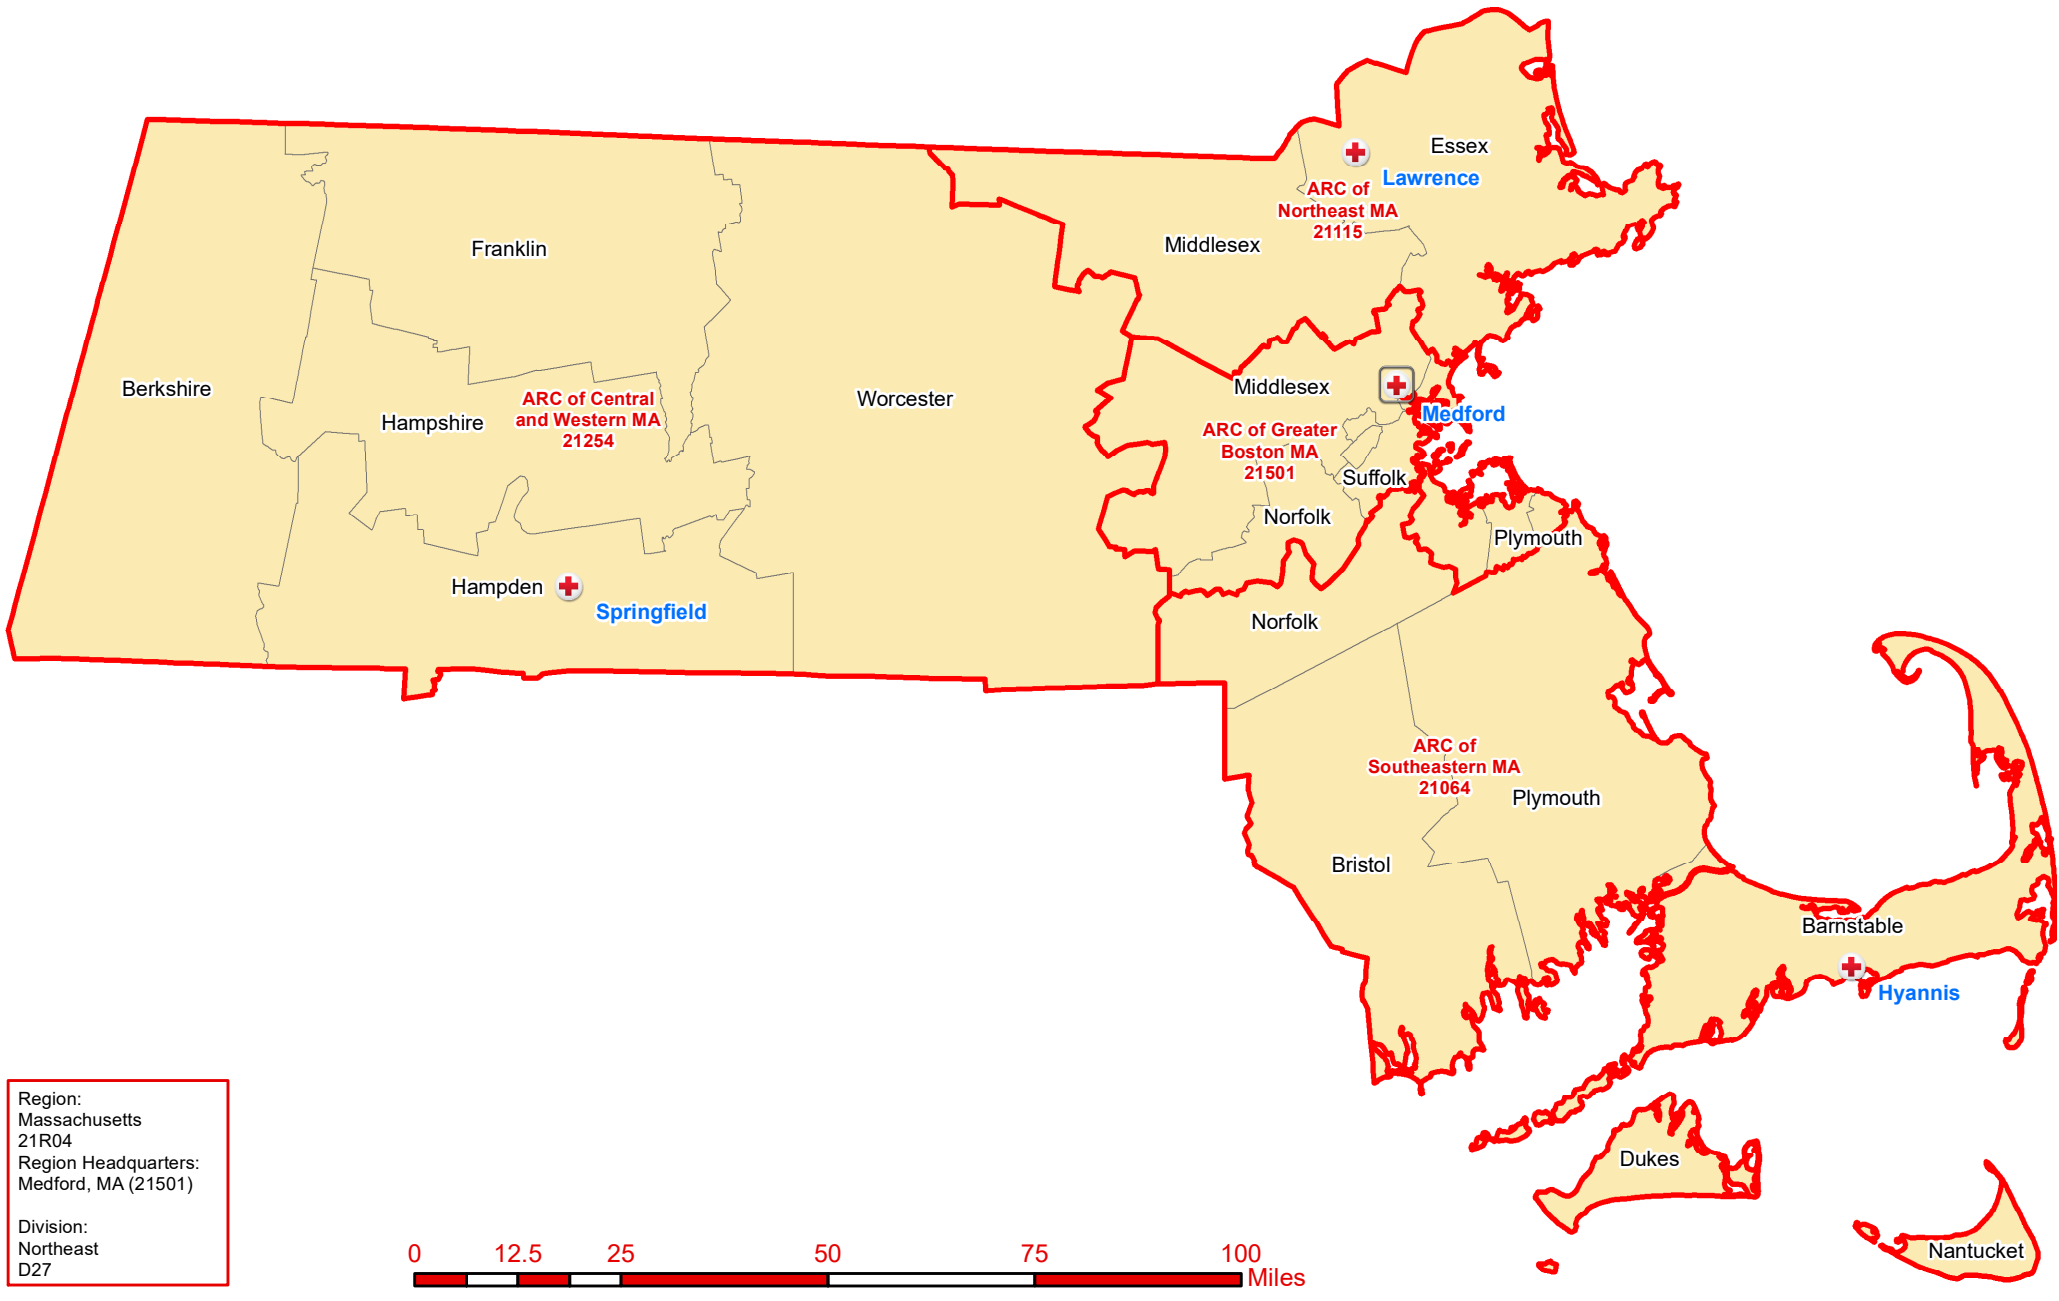 Essex
Lawrence
ARC of
Northeast MA
21115
Middlesex
Franklin
Berkshire
Hampshire
ARC of Central
and Western MA
21254
Worcester
Middlesex
Medford
ARC of Greater
Boston MA
21501
Suffolk
Norfolk
Plymouth
Hampden
Springfield
Norfolk
ARC of
Southeastern MA
21064
Plymouth
Bristol
Barnstable
Hyannis
Dukes
Nantucket
Region:
Massachusetts
21R04
Region Headquarters:
Medford, MA (21501)
Division:
Northeast
D27
0 12.5 25 50 75 100
Miles